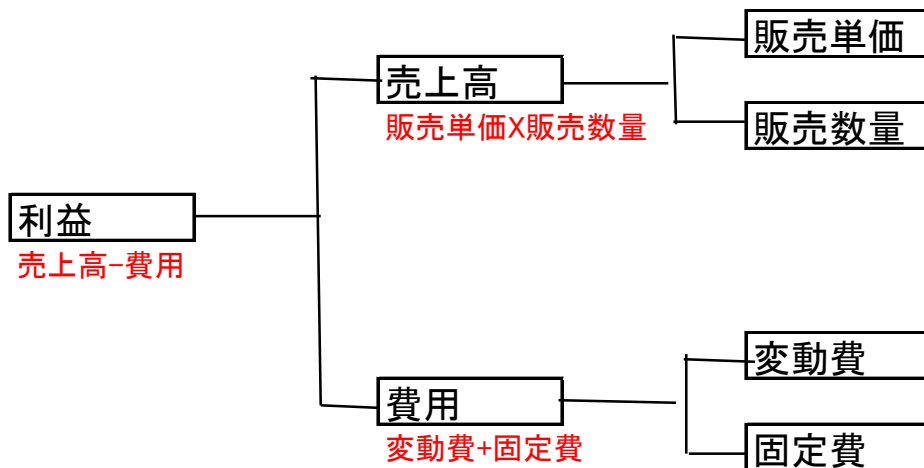 販売単価
売上高
販売単価X販売数量
販売数量
利益
売上高−費用
変動費
費用
変動費+固定費
固定費